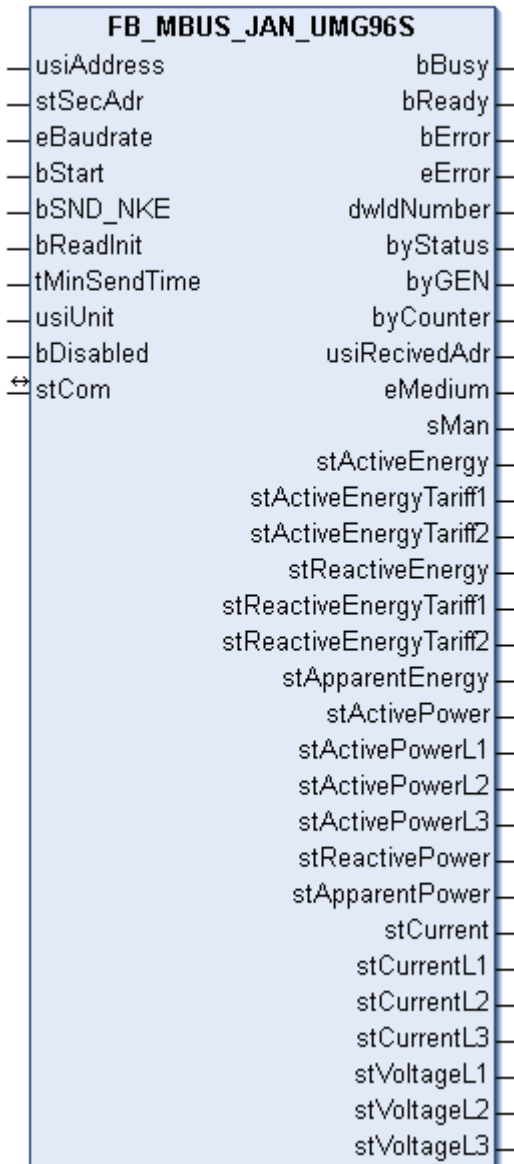 FB_MBUS_JAN_UMG96S
usiAddress bBusy
stSecAdr bReady
eBaudrate bError
bStart eError
bSND_NKE dwIdNumber
bReadInit byStatus
tMinSendTime byGEN
usiUnit byCounter
bDisabled usiRecivedAdr
stCom eMedium
sMan
stActiveEnergy
stActiveEnergyTariff1
stActiveEnergyTariff2
stReactiveEnergy
stReactiveEnergyTariff1
stReactiveEnergyTariff2
stApparentEnergy
stActivePower
stActivePowerL1
stActivePowerL2
stActivePowerL3
stReactivePower
stApparentPower
stCurrent
stCurrentL1
stCurrentL2
stCurrentL3
stVoltageL1
stVoltageL2
stVoltageL3